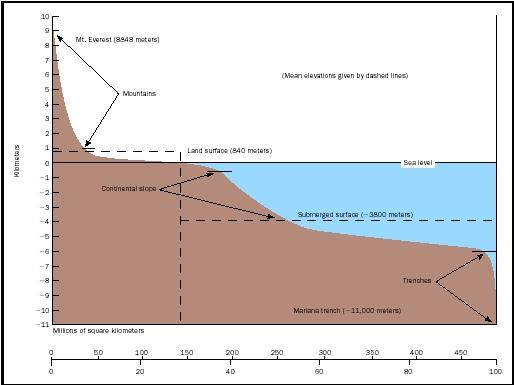 10
9
Mt. Everest (8848 meters)
8
7
6
(Mean elevations given by dashed lines)
5
Mountains
4
3
2
1
Land surface (840 meters)
Kilometers
0
Sea level
−1
Continental slope
−2
−3
Submerged surface (−3800 meters)
−4
−5
−6
−7
−8
Trenches
−9
−10
Mariana trench (−11,000 meters)
−11
Millions of square kilometers
0 50 100 150 200 250 300 350 400 450
0 20 40 60 80 100